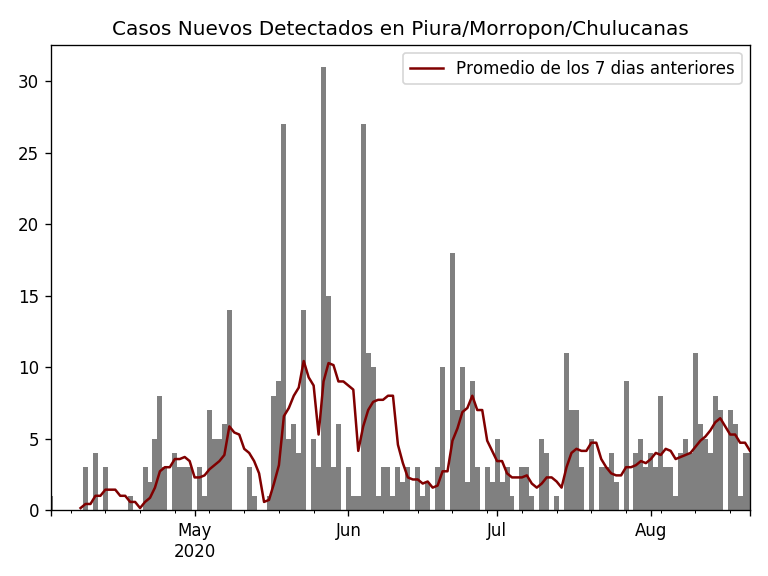 Casos Nuevos Detectados en Piura/Morropon/Chulucanas
Promedio de los 7 dias anteriores
30
25
20
15
10
5
0
May Jun Jul Aug
2020